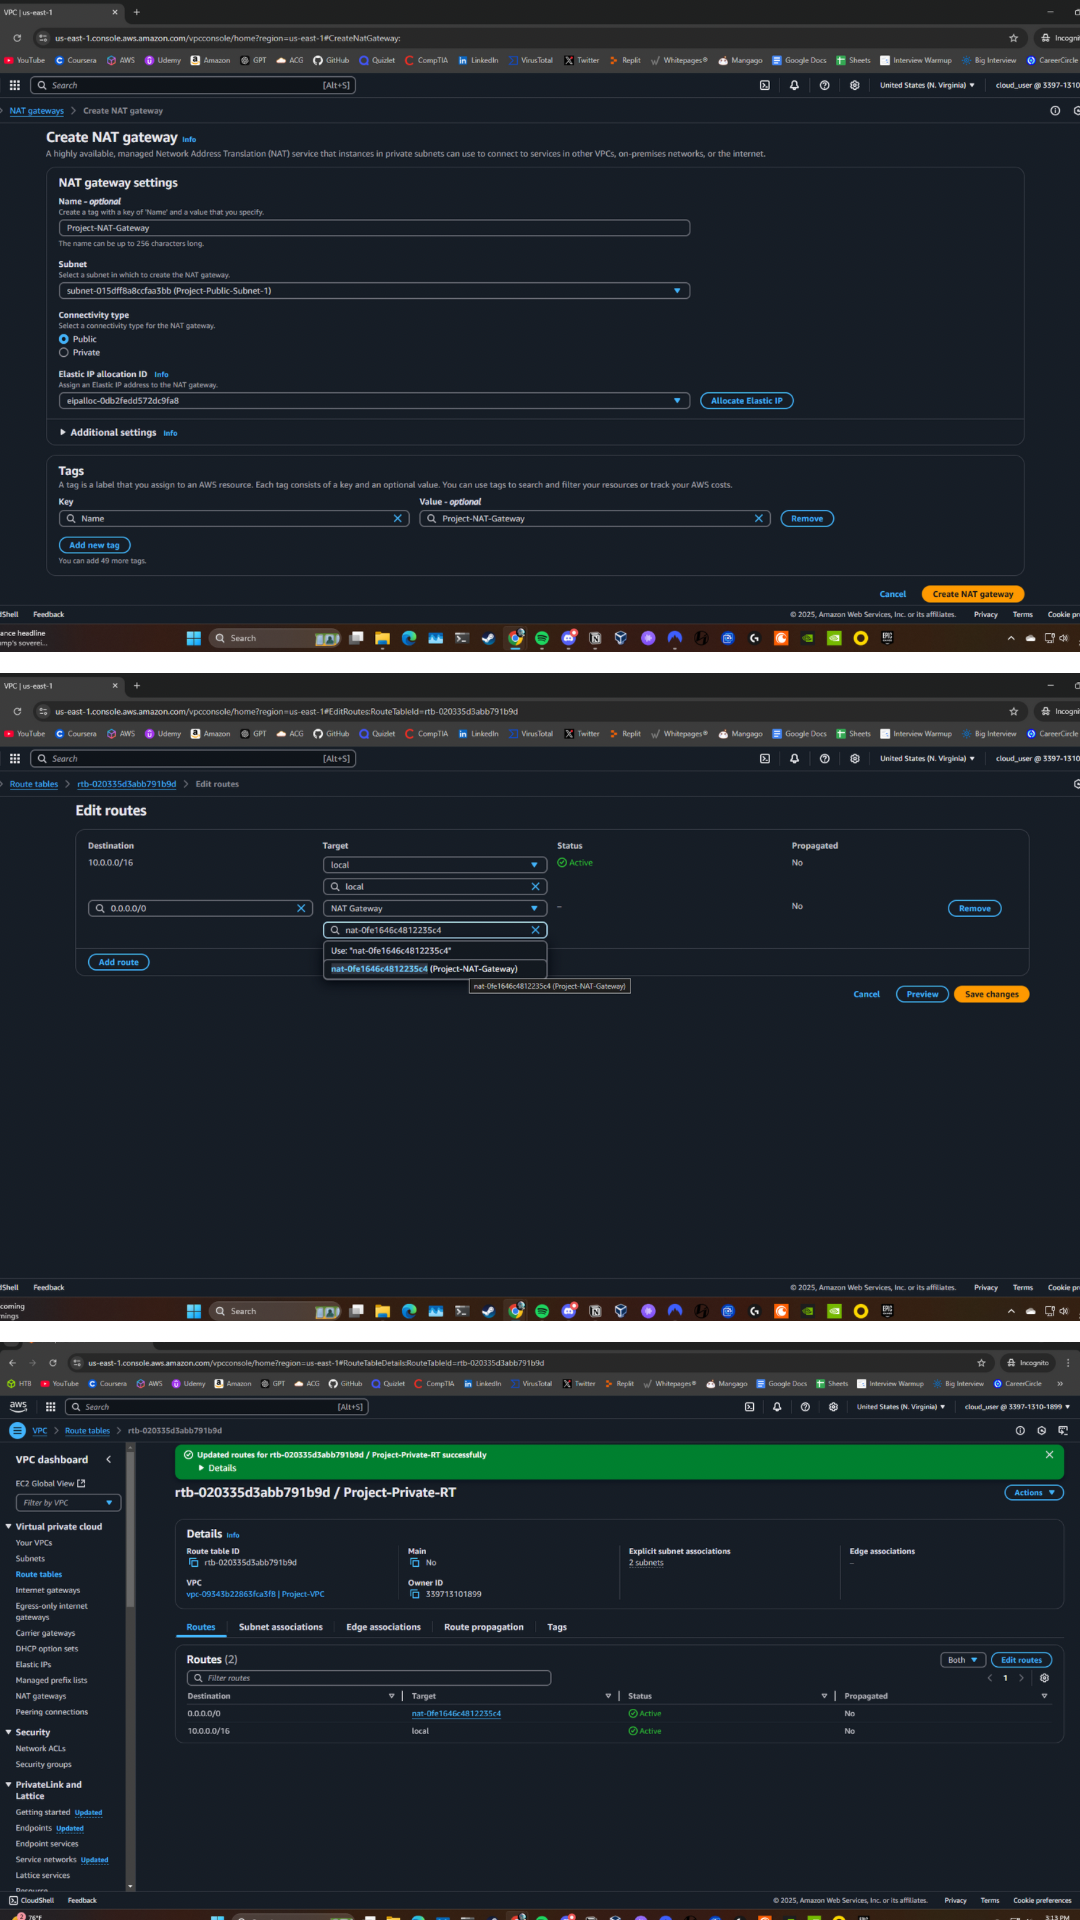 VPC | us-east-1
us-east-1.console.aws.amazon.com/vpcconsole/home?region=us-east-1#CreateNatGateway:
Incogni
YouTube Coursera AWS Udemy Amazon GPT ACG GitHub Quizlet CompTIA LinkedIn VirusTotal Twitter Replit Whitepages® Mangago Google Docs Sheets Interview Warmup Big Interview CareerCircle
Search [Alt+S] United States (N. Virginia) cloud_user @ 3397-1310
NAT gateways > Create NAT gateway
Create NAT gateway Info
A highly available, managed Network Address Translation (NAT) service that instances in private subnets can use to connect to services in other VPCs, on-premises networks, or the internet.
NAT gateway settings
Name - optional
Create a tag with a key of 'Name' and a value that you specify.
Project-NAT-Gateway
The name can be up to 256 characters long.
Subnet
Select a subnet in which to create the NAT gateway.
subnet-015dff8a8ccfaa3bb (Project-Public-Subnet-1)
Connectivity type
Select a connectivity type for the NAT gateway.
Public
Private
Elastic IP allocation ID Info
Assign an Elastic IP address to the NAT gateway.
eipalloc-0db2fedd572dc9fa8 Allocate Elastic IP
Additional settings Info
Tags
A tag is a label that you assign to an AWS resource. Each tag consists of a key and an optional value. You can use tags to search and filter your resources or track your AWS costs.
Key Value - optional
Name Project-NAT-Gateway Remove
Add new tag
You can add 49 more tags.
Cancel Create NAT gateway
dShell Feedback © 2025, Amazon Web Services, Inc. or its affiliates. Privacy Terms Cookie pr
ance headline
mp's soverei...
Search
VPC | us-east-1
us-east-1.console.aws.amazon.com/vpcconsole/home?region=us-east-1#EditRoutes:RouteTableId=rtb-020335d3abb791b9d
Incogni
YouTube Coursera AWS Udemy Amazon GPT ACG GitHub Quizlet CompTIA LinkedIn VirusTotal Twitter Replit Whitepages® Mangago Google Docs Sheets Interview Warmup Big Interview CareerCircle
Search [Alt+S] United States (N. Virginia) cloud_user @ 3397-1310
Route tables > rtb-020335d3abb791b9d > Edit routes
Edit routes
Destination Target Status Propagated
10.0.0.0/16 local Active No
local
0.0.0.0/0 NAT Gateway – No Remove
nat-0fe1646c4812235c4
Use: "nat-0fe1646c4812235c4"
Add route
nat-0fe1646c4812235c4 (Project-NAT-Gateway)
nat-0fe1646c4812235c4 (Project-NAT-Gateway)
Cancel Preview Save changes
dShell Feedback © 2025, Amazon Web Services, Inc. or its affiliates. Privacy Terms Cookie pr
coming
nings
Search
us-east-1.console.aws.amazon.com/vpcconsole/home?region=us-east-1#RouteTableDetails:RouteTableId=rtb-020335d3abb791b9d
Incognito
HTB YouTube Coursera AWS Udemy Amazon GPT ACG GitHub Quizlet CompTIA LinkedIn VirusTotal Twitter Replit Whitepages® Mangago Google Docs Sheets Interview Warmup Big Interview CareerCircle
aws Search [Alt+S] United States (N. Virginia) cloud_user @ 3397-1310-1899
VPC > Route tables > rtb-020335d3abb791b9d
VPC dashboard
EC2 Global View
Filter by VPC
Virtual private cloud
Your VPCs
Subnets
Route tables
Internet gateways
Egress-only internet
gateways
Carrier gateways
DHCP option sets
Elastic IPs
Managed prefix lists
NAT gateways
Peering connections
Security
Network ACLs
Security groups
PrivateLink and
Lattice
Getting started Updated
Endpoints Updated
Endpoint services
Service networks Updated
Lattice services
Updated routes for rtb-020335d3abb791b9d / Project-Private-RT successfully
Details
rtb-020335d3abb791b9d / Project-Private-RT
Actions
Details Info
Route table ID Main Explicit subnet associations Edge associations
rtb-020335d3abb791b9d No 2 subnets –
VPC Owner ID
vpc-09343b22863fca3f8 | Project-VPC 339713101899
Routes Subnet associations Edge associations Route propagation Tags
Routes (2) Both Edit routes
Filter routes 1
Destination Target Status Propagated
0.0.0.0/0 nat-0fe1646c4812235c4 Active No
10.0.0.0/16 local Active No
CloudShell Feedback © 2025, Amazon Web Services, Inc. or its affiliates. Privacy Terms Cookie preferences
76°F
3:13 PM